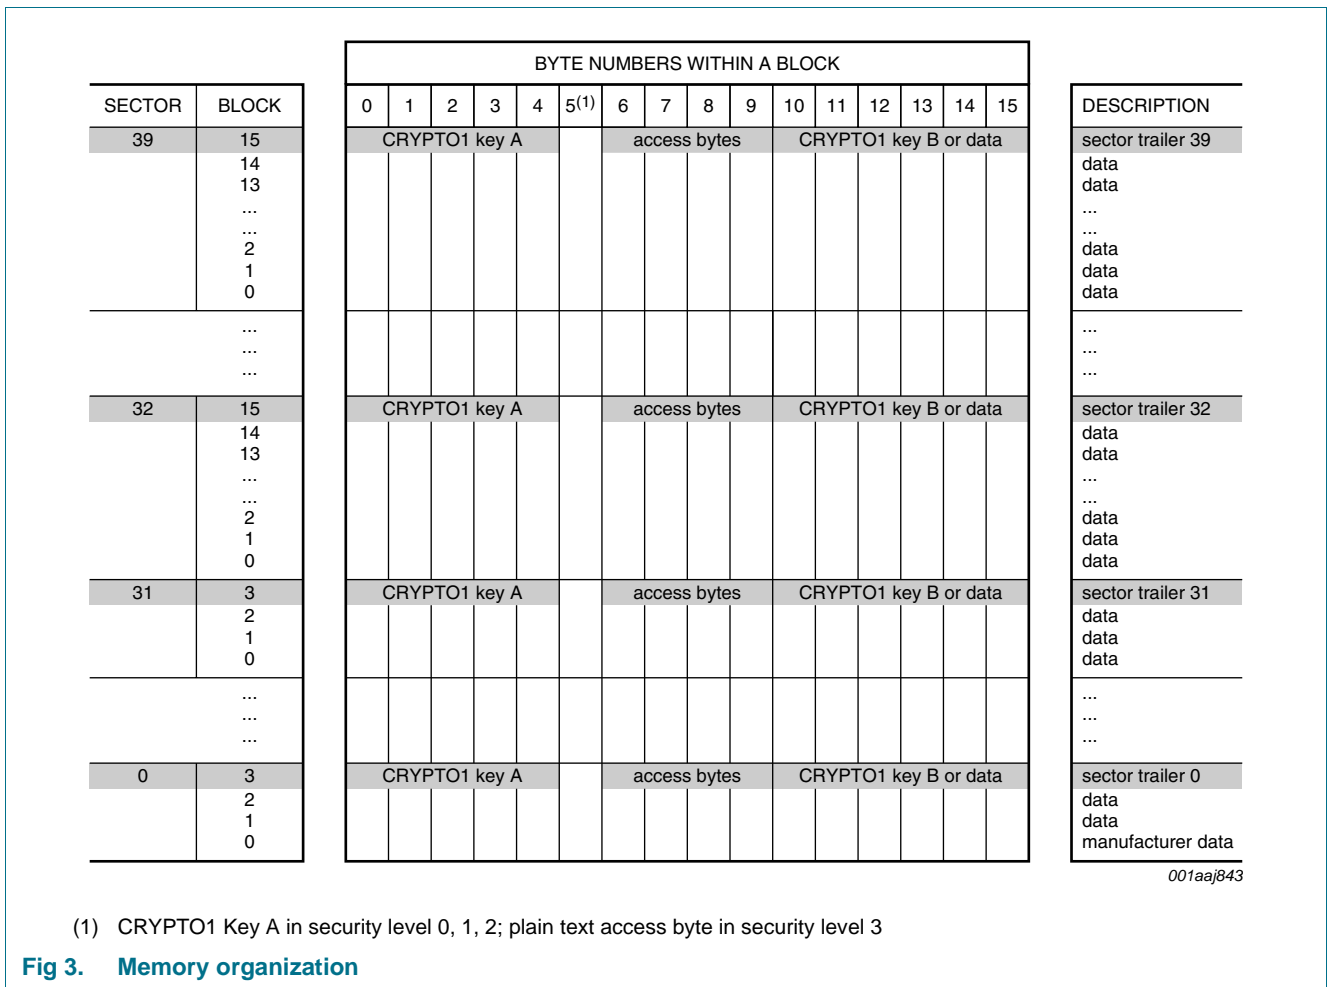 BYTE NUMBERS WITHIN A BLOCK
SECTOR BLOCK 0 1 2 3 4 5(1) 6 7 8 9 10 11 12 13 14 15 DESCRIPTION
39 15 CRYPTO1 key A access bytes CRYPTO1 key B or data sector trailer 39
14 data
13 data
... ...
... ...
2 data
1 data
0 data
... ...
... ...
... ...
32 15 CRYPTO1 key A access bytes CRYPTO1 key B or data sector trailer 32
14 data
13 data
... ...
... ...
2 data
1 data
0 data
31 3 CRYPTO1 key A access bytes CRYPTO1 key B or data sector trailer 31
2 data
1 data
0 data
... ...
... ...
... ...
0 3 CRYPTO1 key A access bytes CRYPTO1 key B or data sector trailer 0
2 data
1 data
0 manufacturer data
001aaj843
(1) CRYPTO1 Key A in security level 0, 1, 2; plain text access byte in security level 3
Fig 3. Memory organization